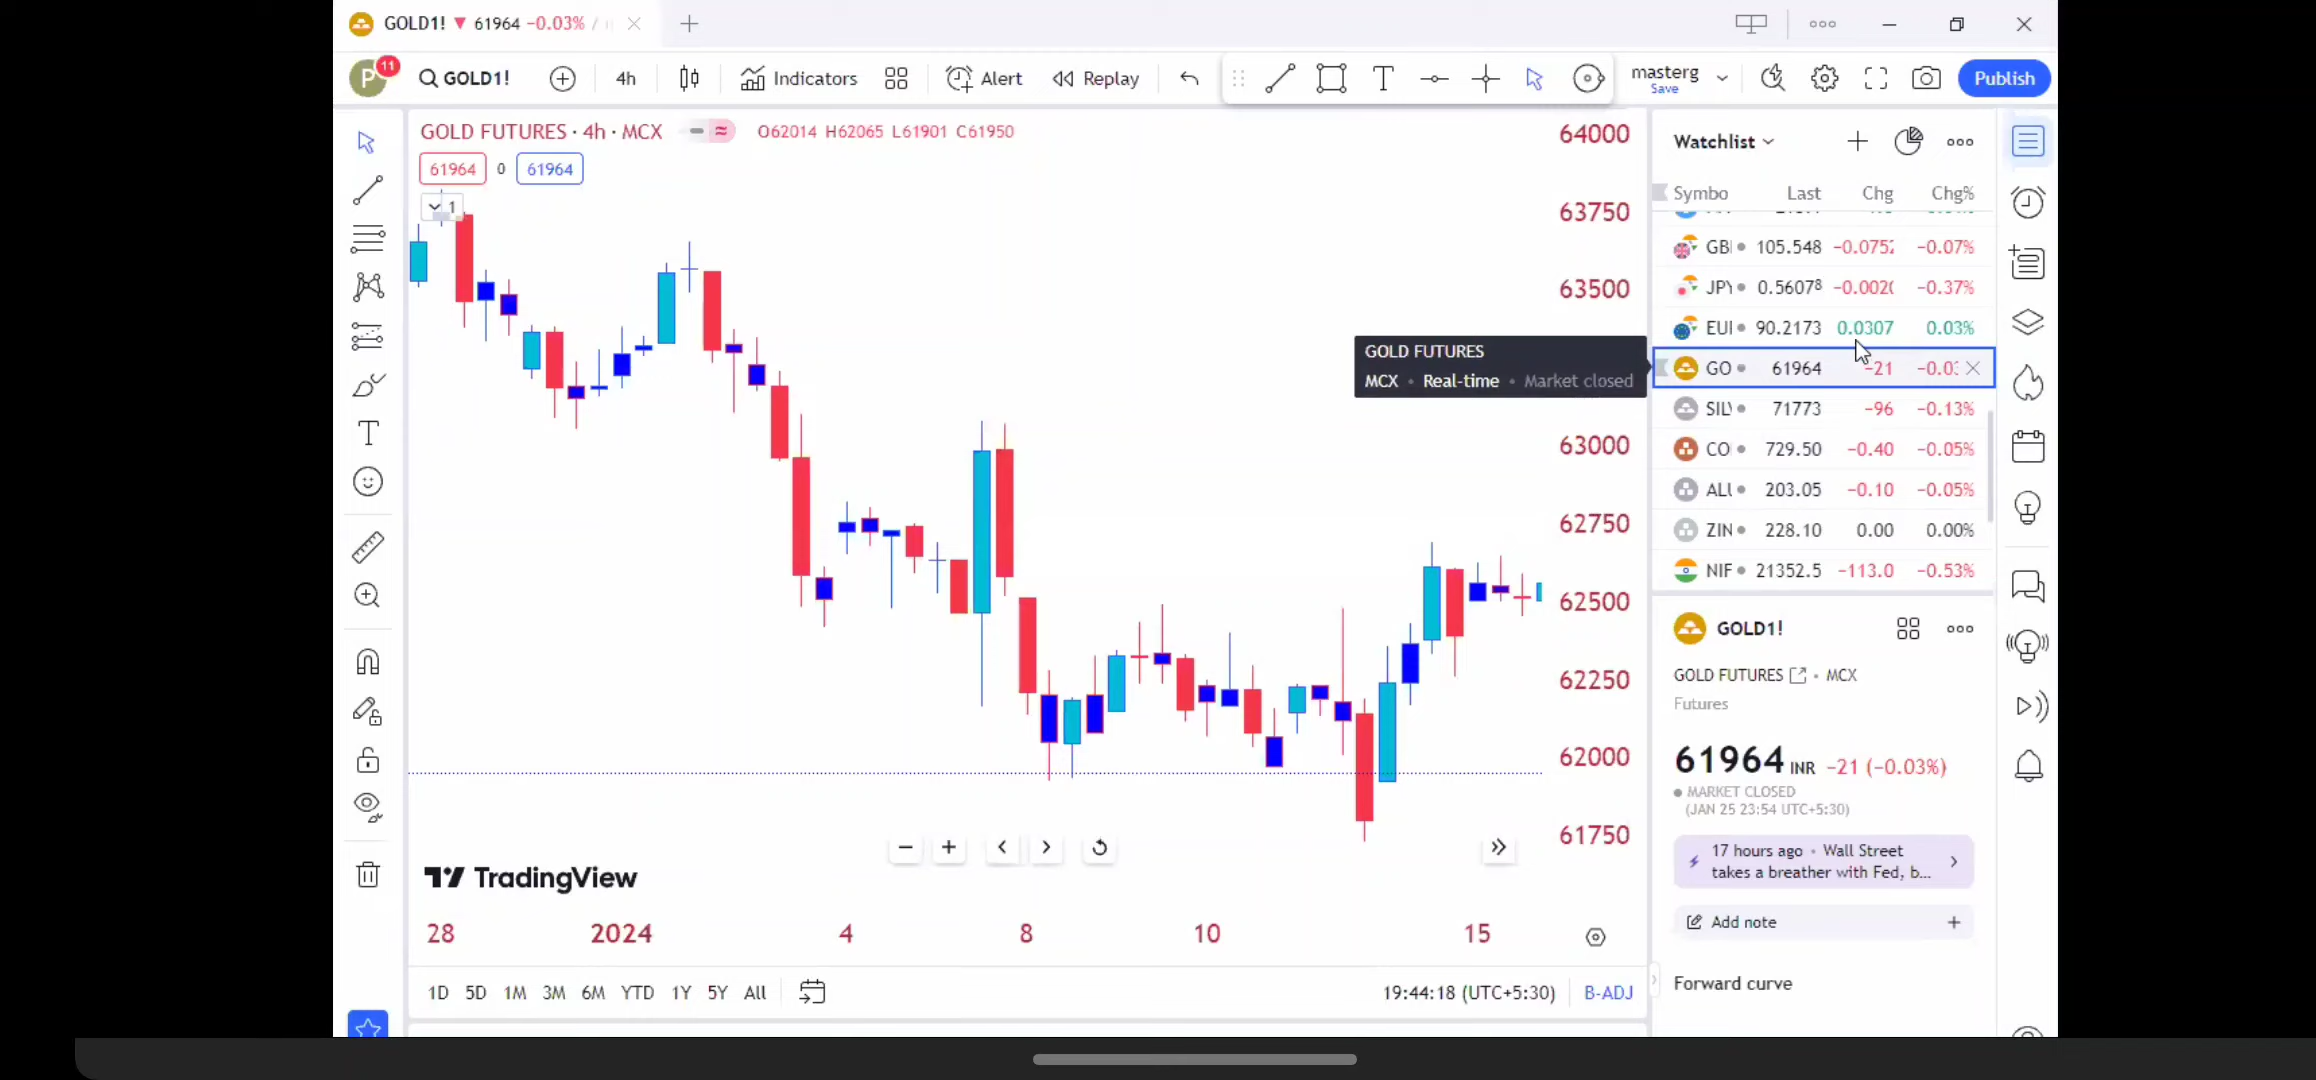 GOLD1! ▼ 61964 −0.03% /
P 11 GOLD1! 4h Indicators Alert Replay T masterg Save Publish
GOLD FUTURES · 4h · MCX O62014 H62065 L61901 C61950
61964 0 61964
1
64000
63750
63500
63000
62750
62500
62250
62000
61750
Watchlist
Symbo Last Chg Chg%
GBI 105.548 −0.0752 −0.07%
JPY 0.56078 −0.0020 −0.37%
EUI 90.2173 0.0307 0.03%
GOLD FUTURES
MCX • Real-time • Market closed
GO 61964 −21 −0.03
SIL 71773 −96 −0.13%
CO 729.50 −0.40 −0.05%
ALU 203.05 −0.10 −0.05%
ZIN 228.10 0.00 0.00%
NIF 21352.5 −113.0 −0.53%
GOLD1!
GOLD FUTURES • MCX
Futures
61964 INR −21 (−0.03%)
MARKET CLOSED
(JAN 25 23:54 UTC+5:30)
17 hours ago • Wall Street
takes a breather with Fed, b...
Add note
Forward curve
TradingView
28 2024 4 8 10 15
1D 5D 1M 3M 6M YTD 1Y 5Y All 19:44:18 (UTC+5:30) B-ADJ